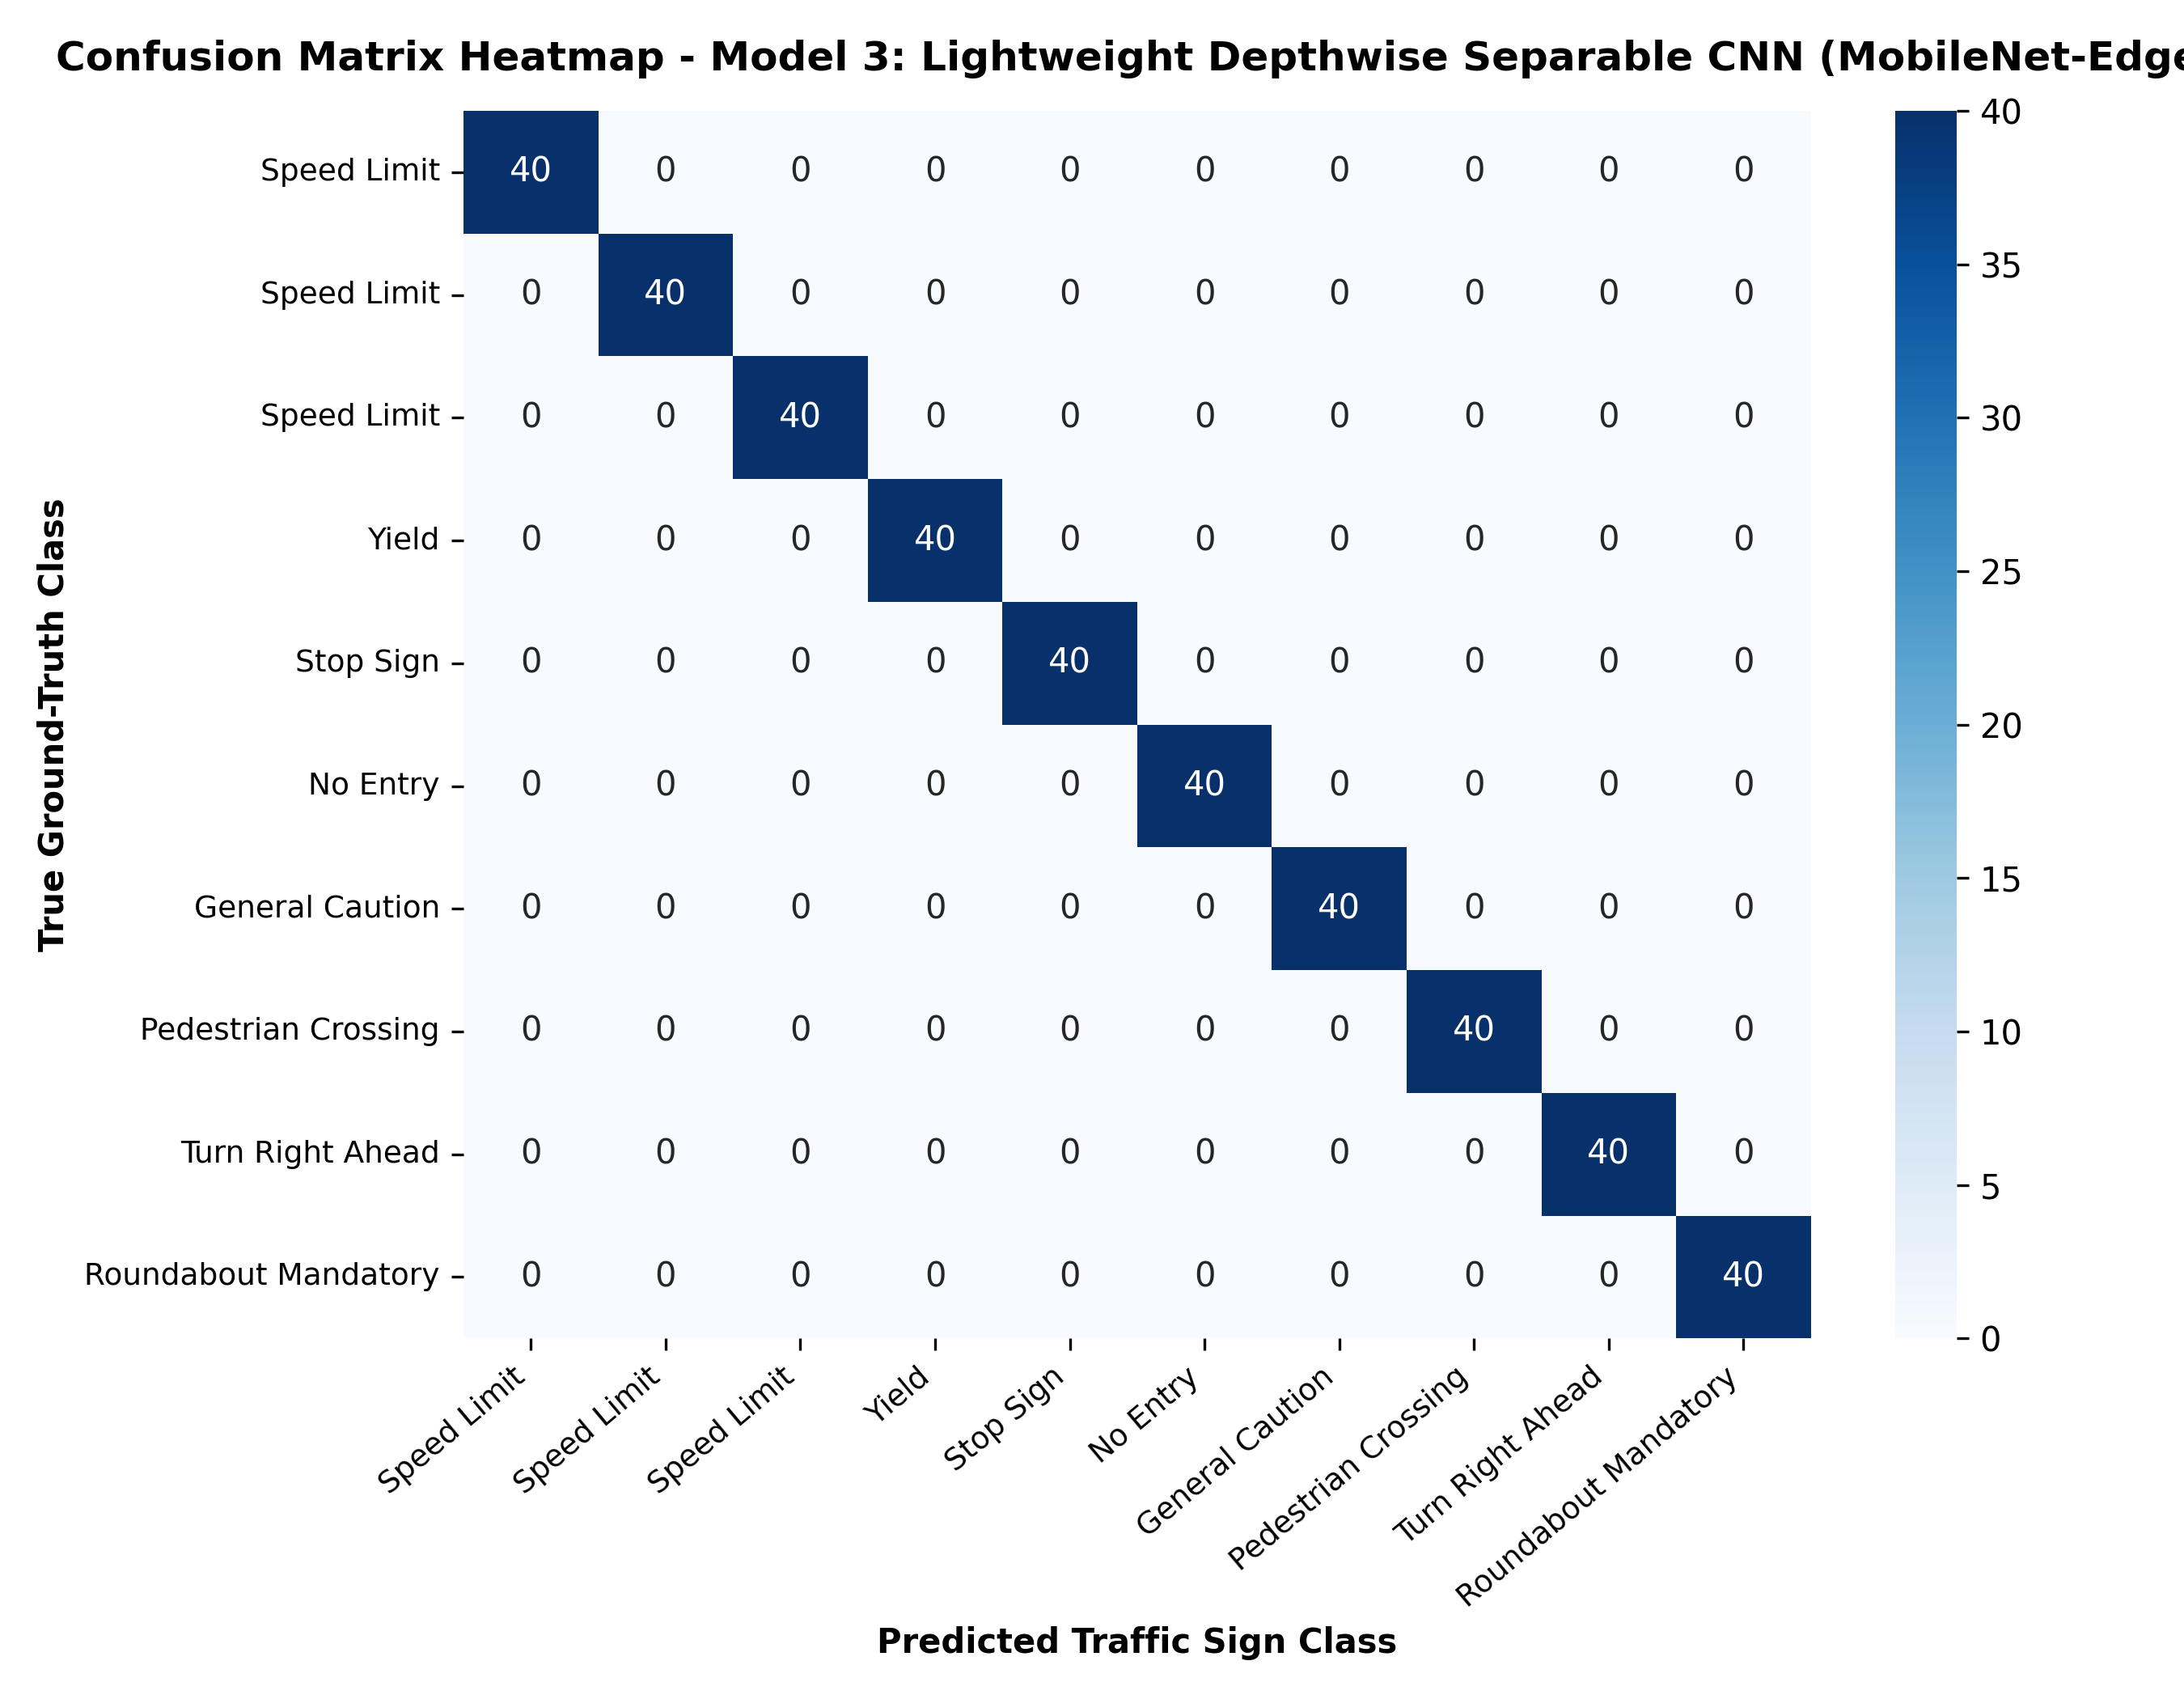 Confusion Matrix Heatmap - Model 3: Lightweight Depthwise Separable CNN (MobileNet-Edge
True Ground-Truth Class
Speed Limit 40 0 0 0 0 0 0 0 0 0
Speed Limit 0 40 0 0 0 0 0 0 0 0
Speed Limit 0 0 40 0 0 0 0 0 0 0
Yield 0 0 0 40 0 0 0 0 0 0
Stop Sign 0 0 0 0 40 0 0 0 0 0
No Entry 0 0 0 0 0 40 0 0 0 0
General Caution 0 0 0 0 0 0 40 0 0 0
Pedestrian Crossing 0 0 0 0 0 0 0 40 0 0
Turn Right Ahead 0 0 0 0 0 0 0 0 40 0
Roundabout Mandatory 0 0 0 0 0 0 0 0 0 40
Speed Limit
Speed Limit
Speed Limit
Yield
Stop Sign
No Entry
General Caution
Pedestrian Crossing
Turn Right Ahead
Roundabout Mandatory
Predicted Traffic Sign Class
40
35
30
25
20
15
10
5
0